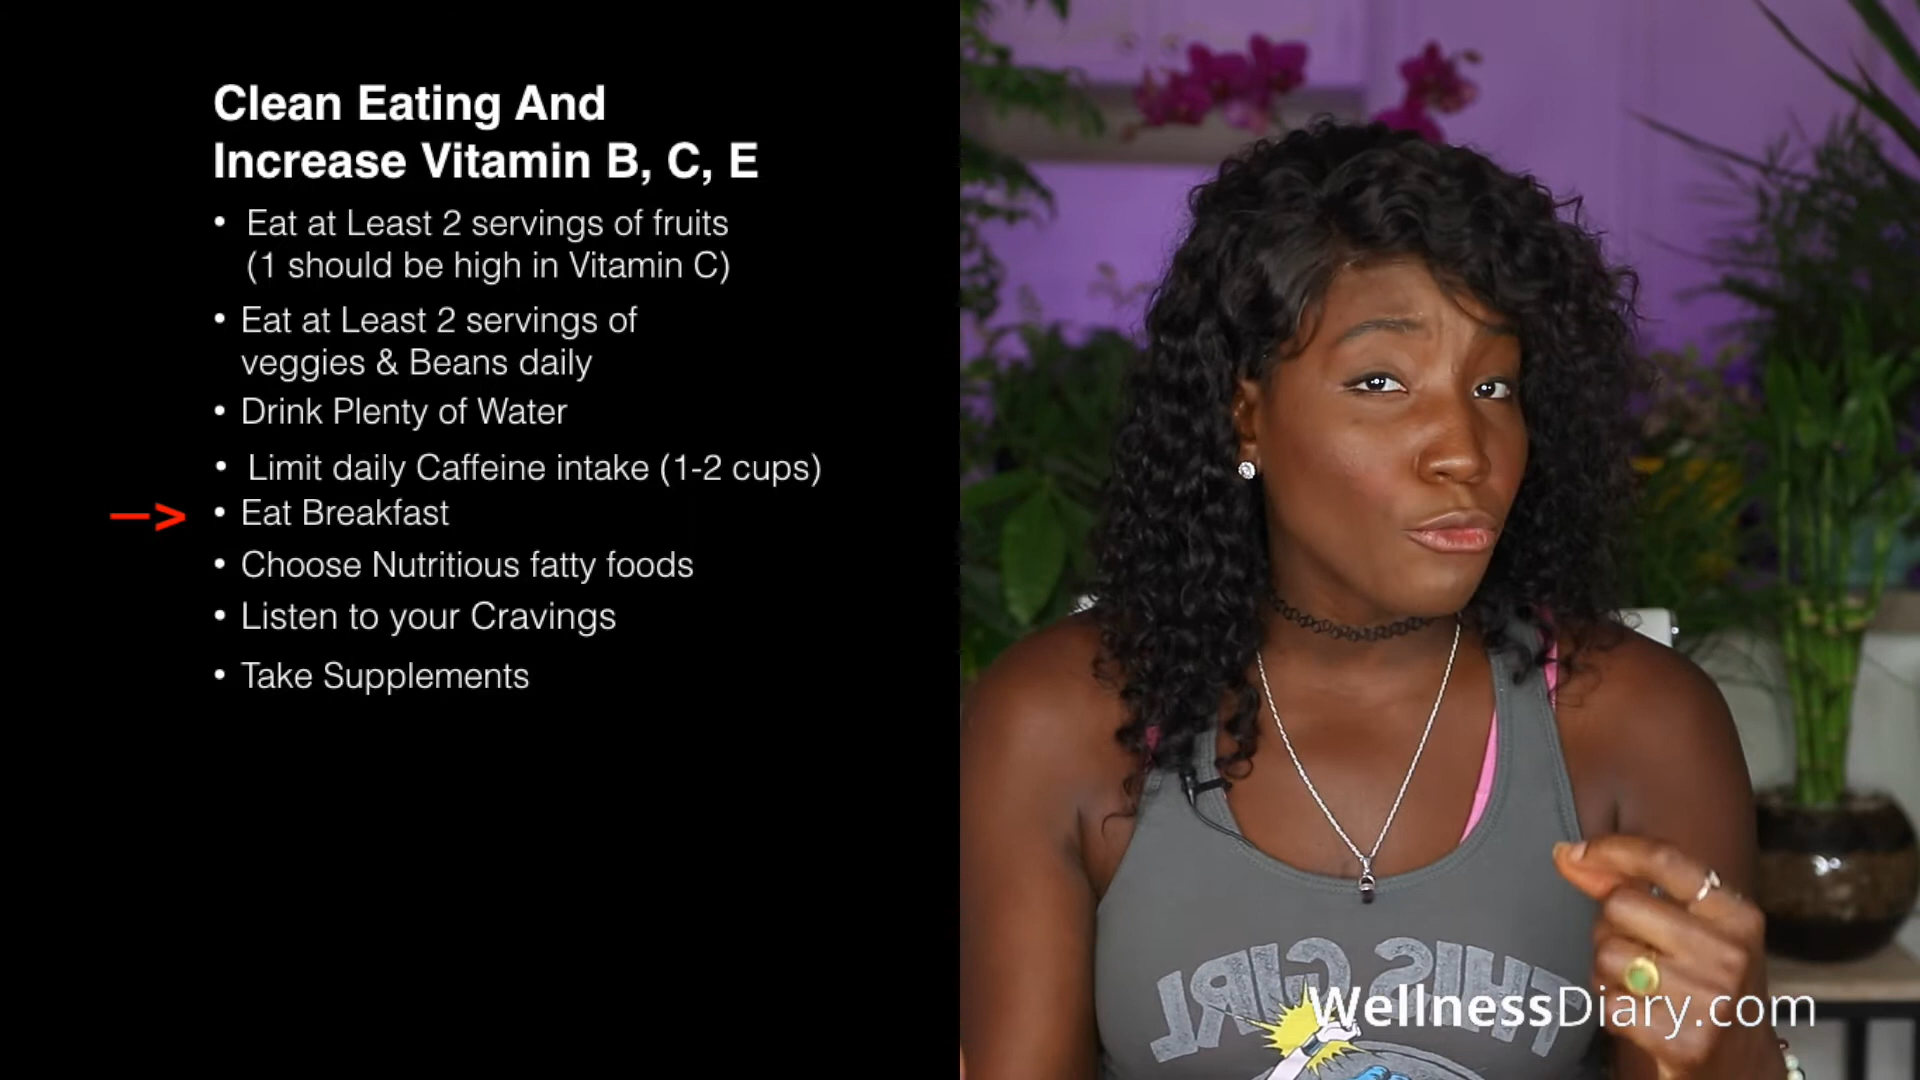 Clean Eating And
Increase Vitamin B, C, E
• Eat at Least 2 servings of fruits
(1 should be high in Vitamin C)
• Eat at Least 2 servings of
veggies & Beans daily
• Drink Plenty of Water
• Limit daily Caffeine intake (1-2 cups)
—> • Eat Breakfast
• Choose Nutritious fatty foods
• Listen to your Cravings
• Take Supplements
THIS GIRL
WellnessDiary.com